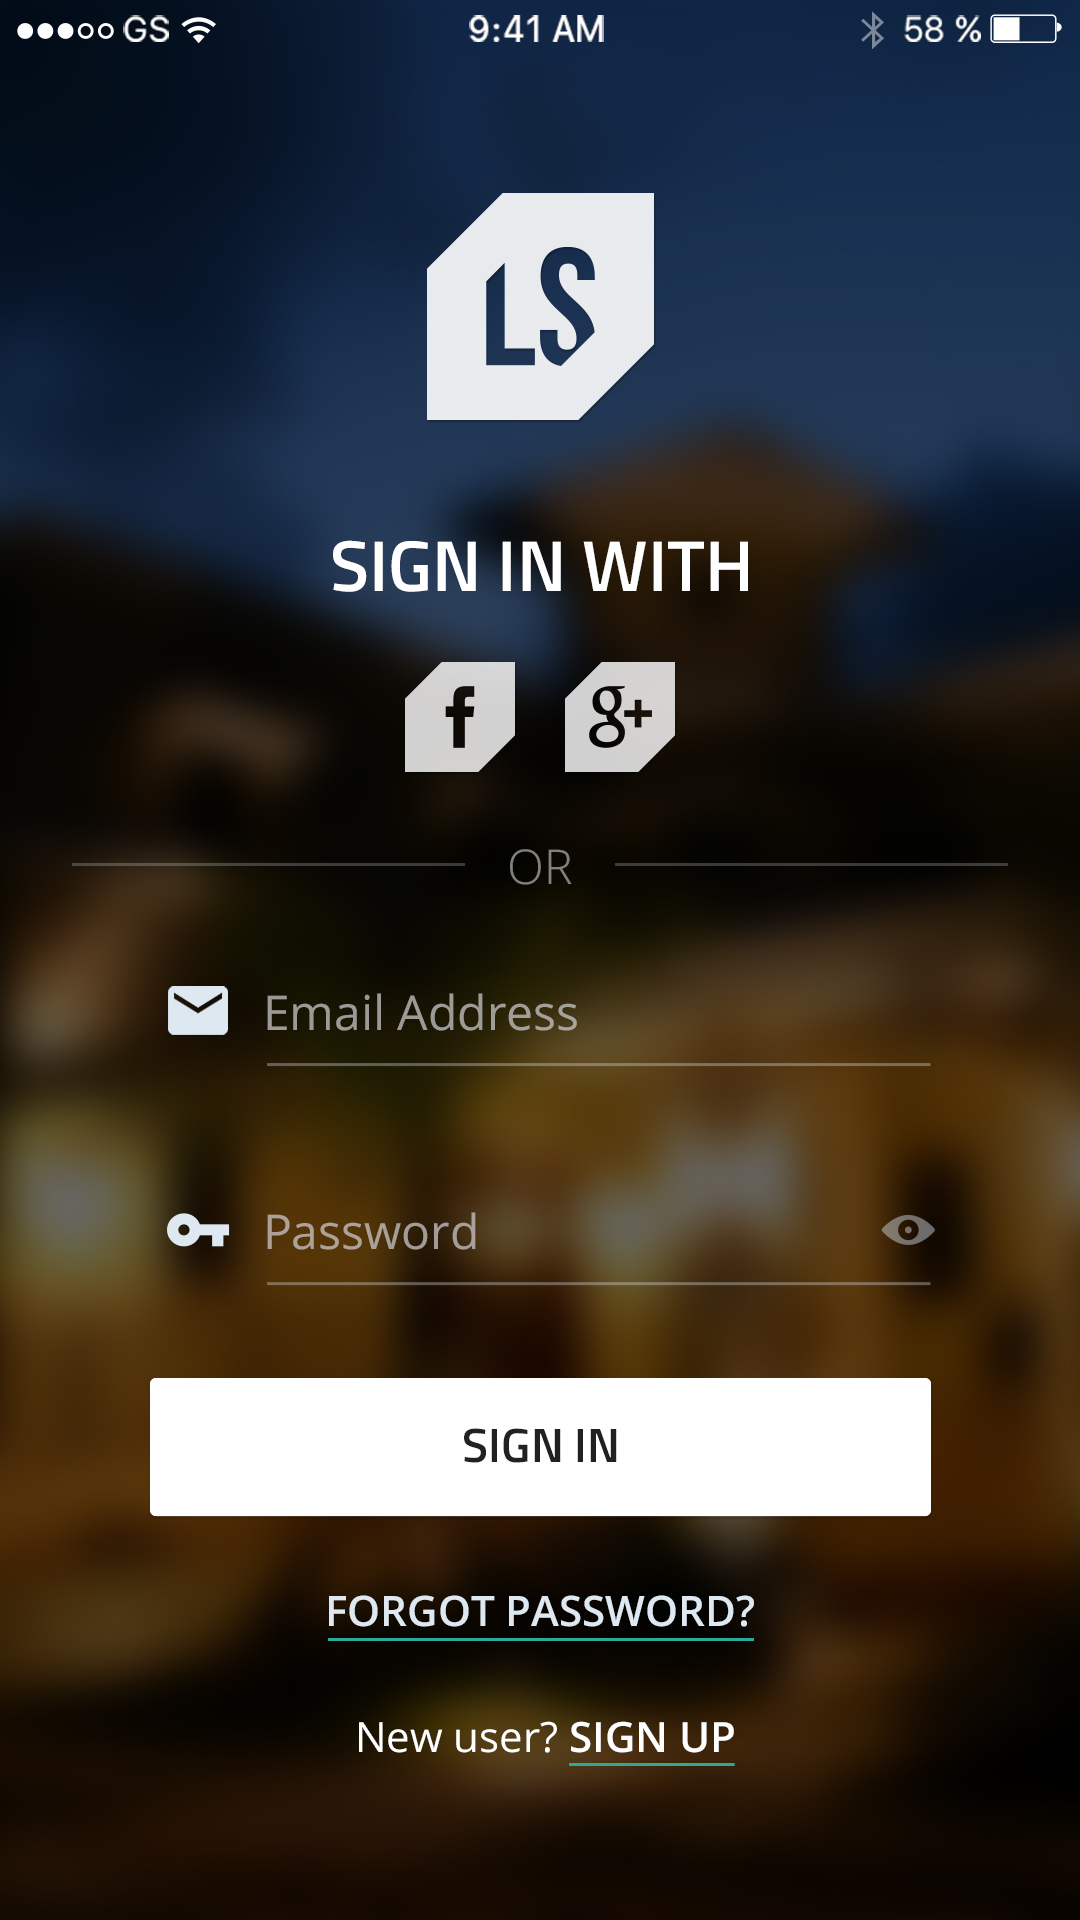 GS 9:41 AM 58 %
LS
SIGN IN WITH
f g+
OR
Email Address
Password
SIGN IN
FORGOT PASSWORD?
New user? SIGN UP